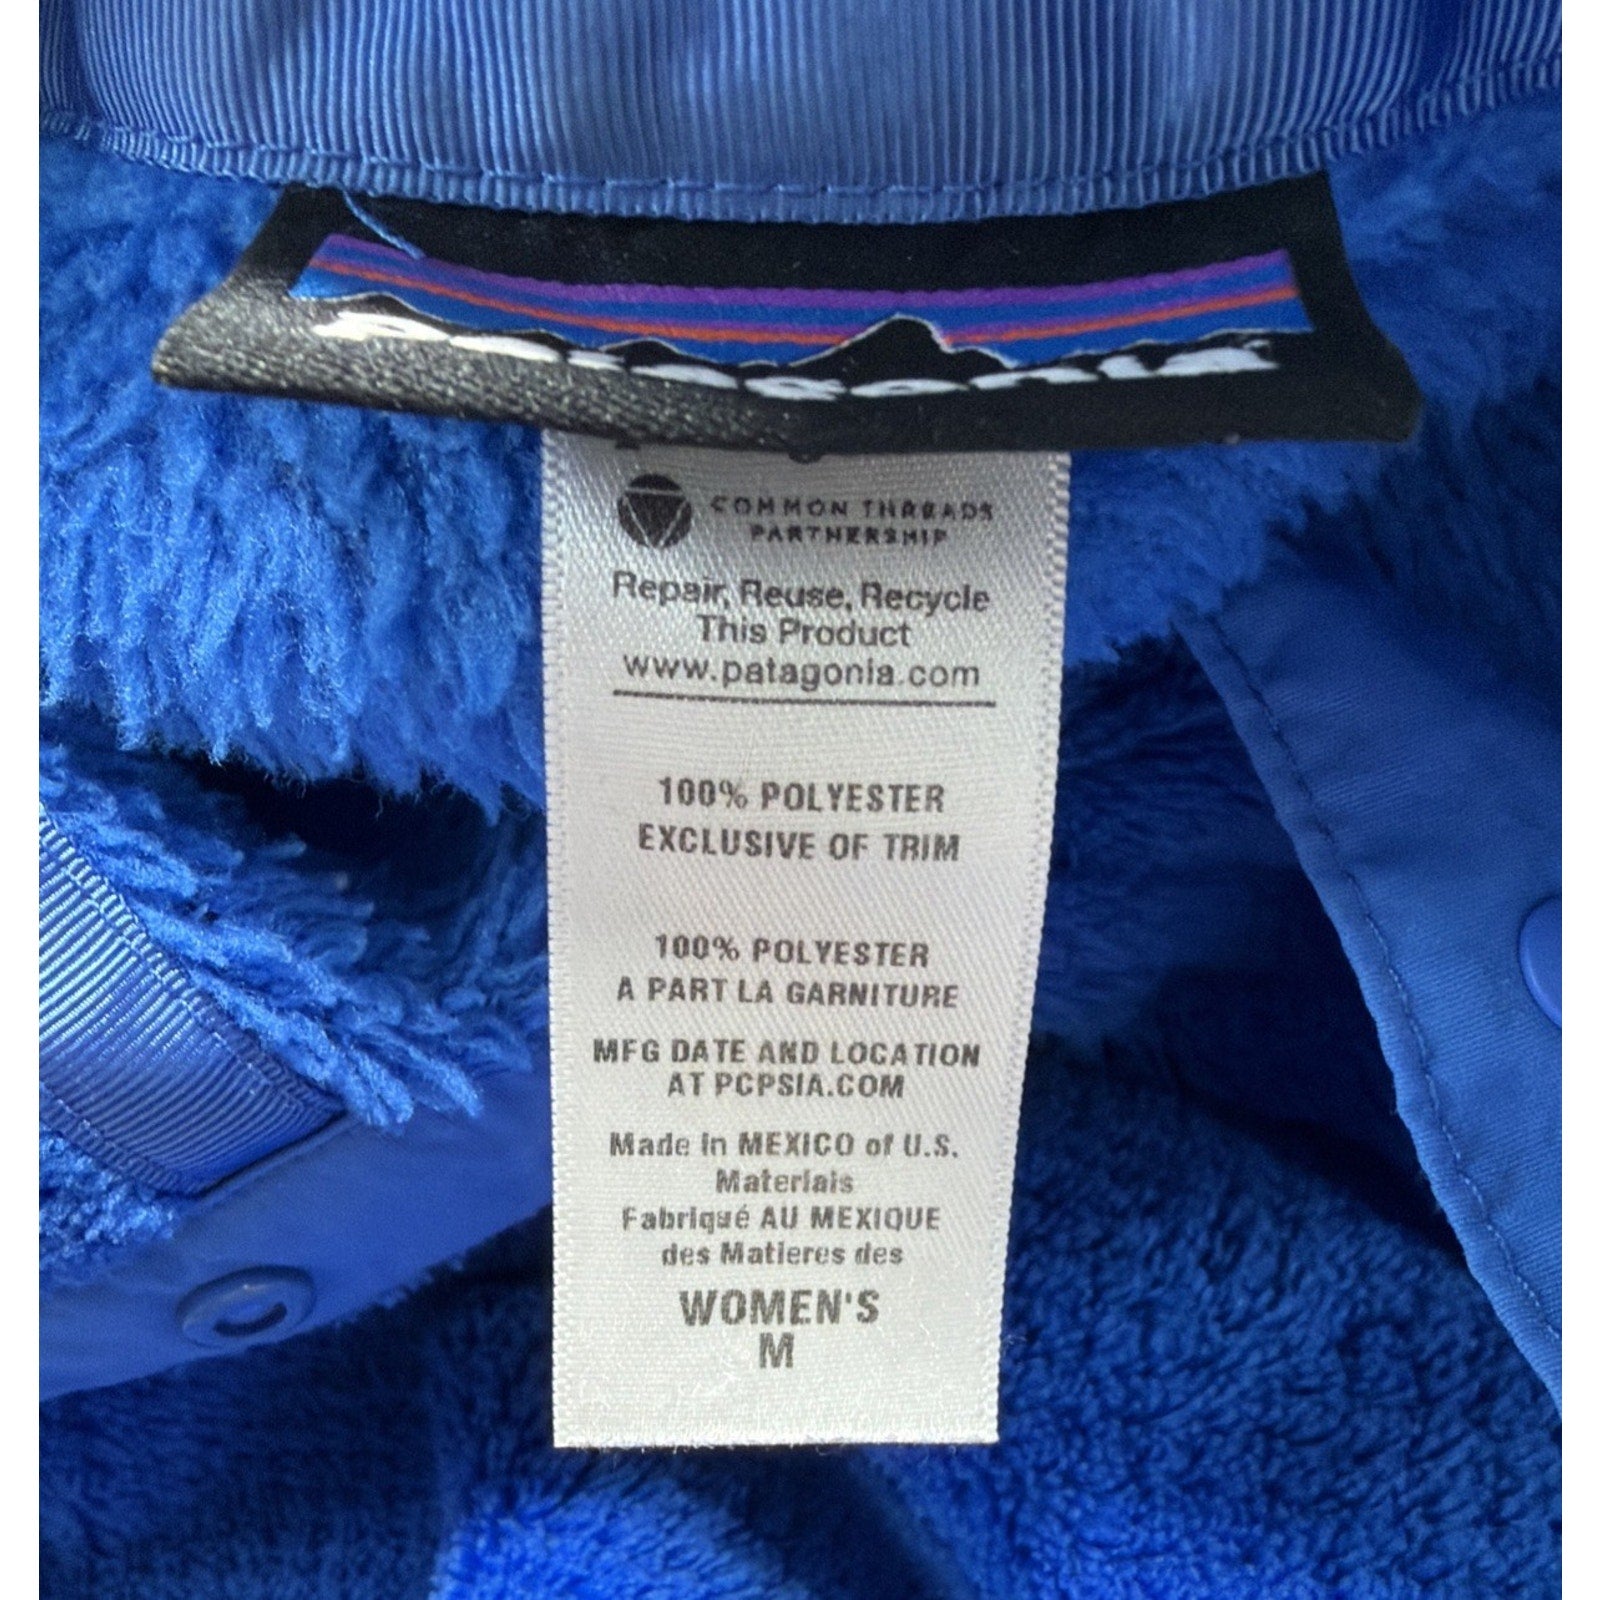 patagonia
COMMON THREADS
PARTNERSHIP
Repair, Reuse, Recycle
This Product
www.patagonia.com
100% POLYESTER
EXCLUSIVE OF TRIM
100% POLYESTER
A PART LA GARNITURE
MFG DATE AND LOCATION
AT PCPSIA.COM
Made in MEXICO of U.S.
Materials
Fabriqué AU MEXIQUE
des Matieres des
WOMEN'S
M